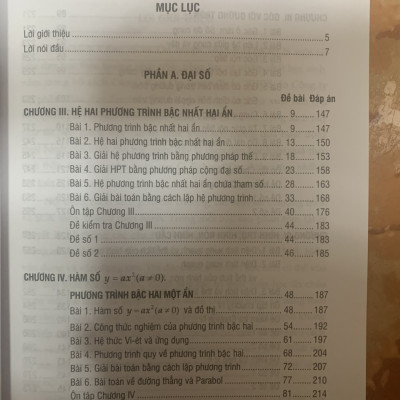 MỤC LỤC
Lời giới thiệu 5
Lời nói đầu 7
PHẦN A. ĐẠI SỐ
Đề bài Đáp án
CHƯƠNG III. HỆ HAI PHƯƠNG TRÌNH BẬC NHẤT HAI ẨN 9 147
Bài 1. Phương trình bậc nhất hai ẩn 9 147
Bài 2. Hệ hai phương trình bậc nhất hai ẩn 13 150
Bài 3. Giải hệ phương trình bằng phương pháp thế 18 153
Bài 4. Giải HPT bằng phương pháp cộng đại số 23 158
Bài 5. Hệ phương trình bậc nhất hai ẩn chứa tham số 28 163
Bài 6. Giải bài toán bằng cách lập hệ phương trình 33 168
Ôn tập Chương III 40 176
Đề kiểm tra Chương III 44 183
Đề số 1 44 183
Đề số 2 46 185
CHƯƠNG IV. HÀM SỐ y = ax²(a ≠ 0).
PHƯƠNG TRÌNH BẬC HAI MỘT ẨN 48 187
Bài 1. Hàm số y = ax²(a ≠ 0) và đồ thị 48 187
Bài 2. Công thức nghiệm của phương trình bậc hai 54 192
Bài 3. Hệ thức Vi-ét và ứng dụng 61 197
Bài 4. Phương trình quy về phương trình bậc hai 68 204
Bài 5. Giải bài toán bằng cách lập phương trình 72 207
Bài 6. Bài toán về đường thẳng và Parabol 77 210
Ôn tập Chương IV 81 214